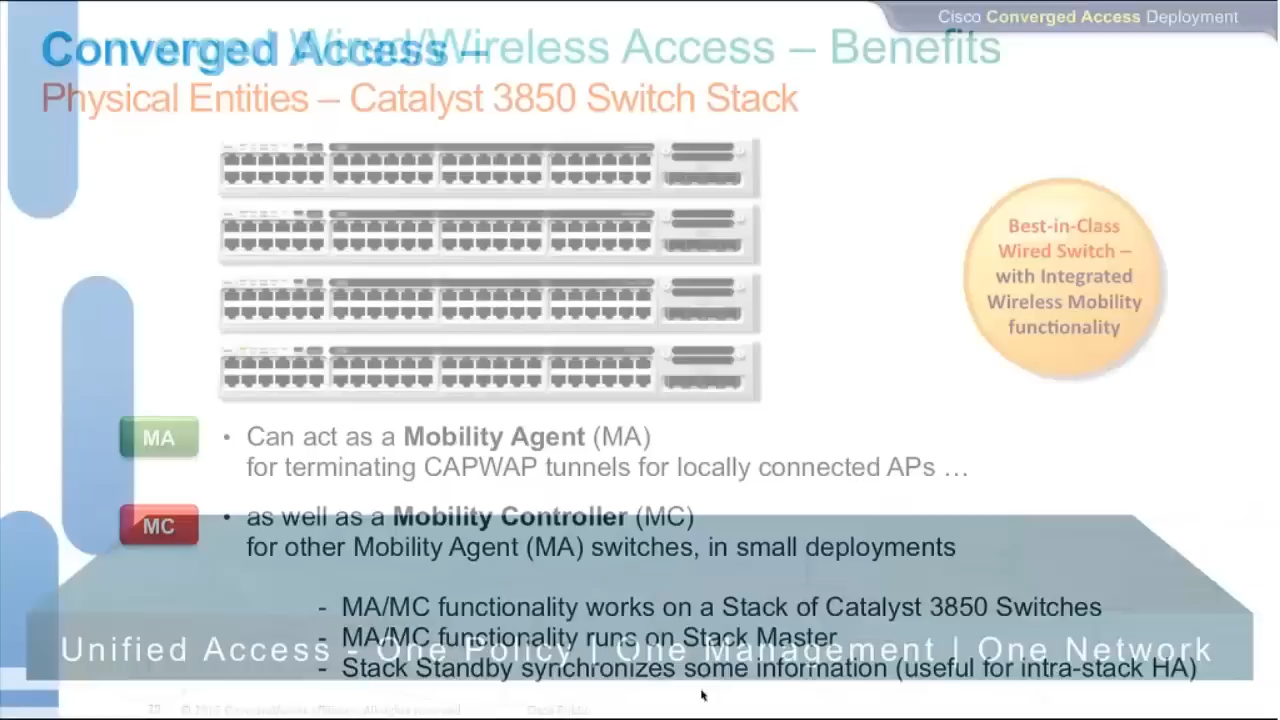 Cisco Converged Access Deployment
Converged Access –
Converged Wired/Wireless Access – Benefits
Physical Entities – Catalyst 3850 Switch Stack
Best-in-Class
Wired Switch –
with Integrated
Wireless Mobility
functionality
MA
• Can act as a Mobility Agent (MA)
for terminating CAPWAP tunnels for locally connected APs …
MC
• as well as a Mobility Controller (MC)
for other Mobility Agent (MA) switches, in small deployments
- MA/MC functionality works on a Stack of Catalyst 3850 Switches
- MA/MC functionality runs on Stack Master
Unified Access - One Policy | One Management | One Network
- Stack Standby synchronizes some information (useful for intra-stack HA)